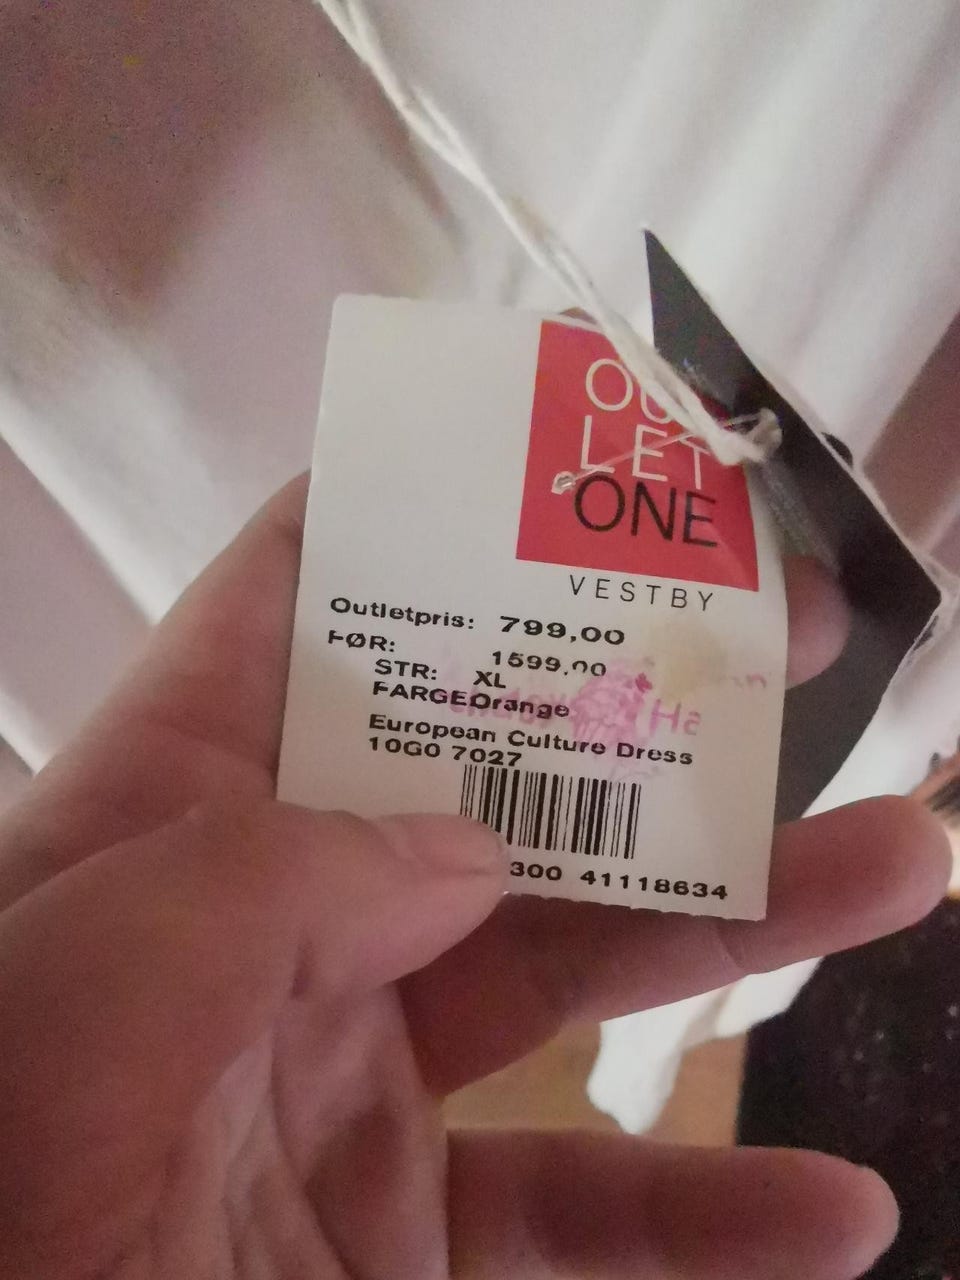 OUT
LET
ONE
VESTBY
Outletpris: 799,00
FØR: 1599,00
STR: XL
FARGEOrange
European Culture Dress
10G0 7027
300 41118634